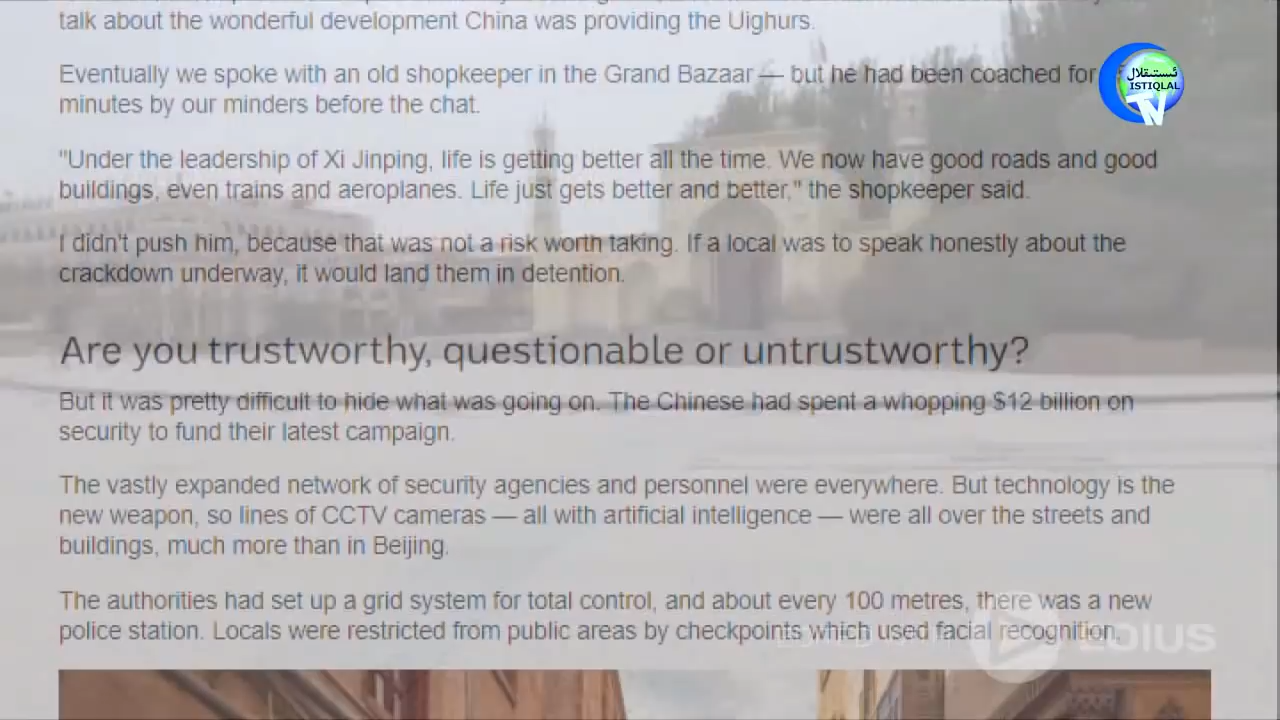 talk about the wonderful development China was providing the Uighurs.
Eventually we spoke with an old shopkeeper in the Grand Bazaar — but he had been coached for
minutes by our minders before the chat.
"Under the leadership of Xi Jinping, life is getting better all the time. We now have good roads and good
buildings, even trains and aeroplanes. Life just gets better and better," the shopkeeper said.
I didn't push him, because that was not a risk worth taking. If a local was to speak honestly about the
crackdown underway, it would land them in detention.
Are you trustworthy, questionable or untrustworthy?
But it was pretty difficult to hide what was going on. The Chinese had spent a whopping $12 billion on
security to fund their latest campaign.
The vastly expanded network of security agencies and personnel were everywhere. But technology is the
new weapon, so lines of CCTV cameras — all with artificial intelligence — were all over the streets and
buildings, much more than in Beijing.
The authorities had set up a grid system for total control, and about every 100 metres, there was a new
police station. Locals were restricted from public areas by checkpoints which used facial recognition.
ئىستىقلال
ISTIQLAL
TV